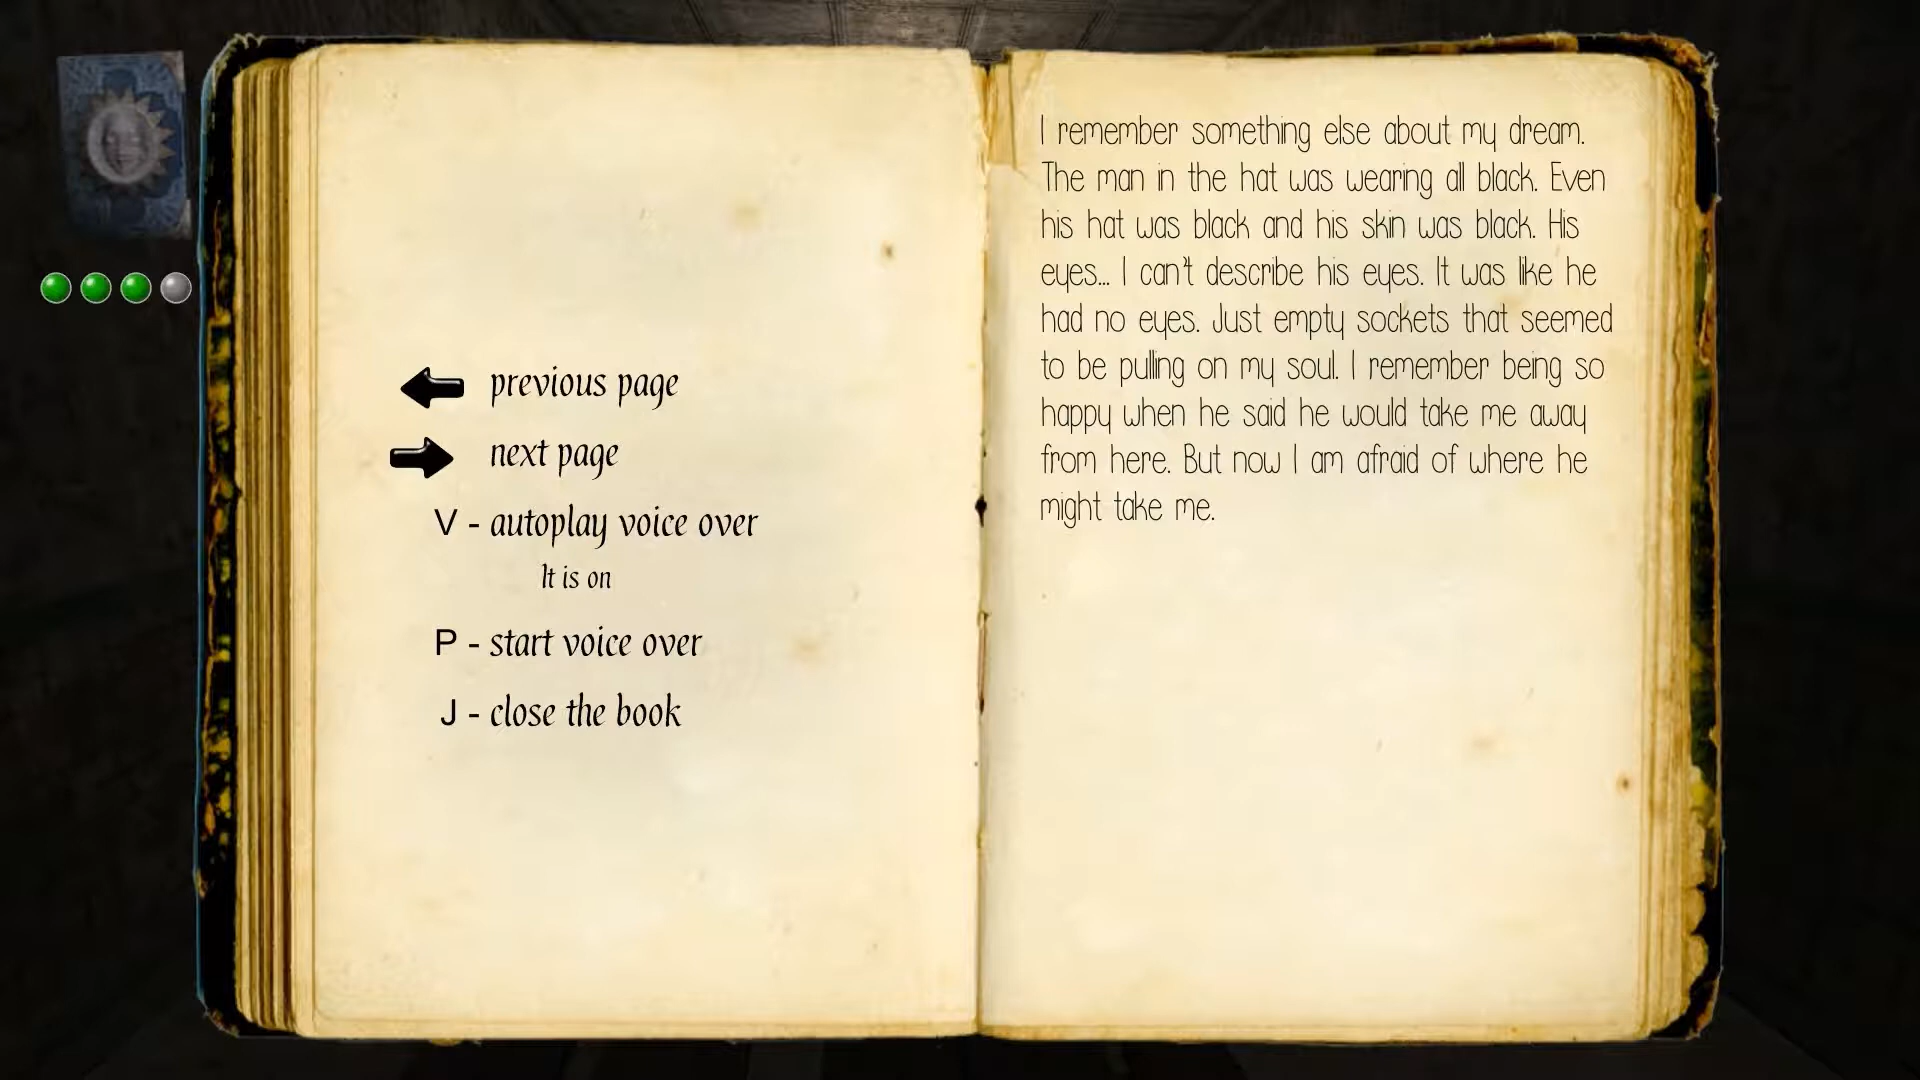 previous page
next page
V - autoplay voice over
It is on
P - start voice over
J - close the book
I remember something else about my dream.
The man in the hat was wearing all black. Even
his hat was black and his skin was black. His
eyes... I can't describe his eyes. It was like he
had no eyes. Just empty sockets that seemed
to be pulling on my soul. I remember being so
happy when he said he would take me away
from here. But now I am afraid of where he
might take me.